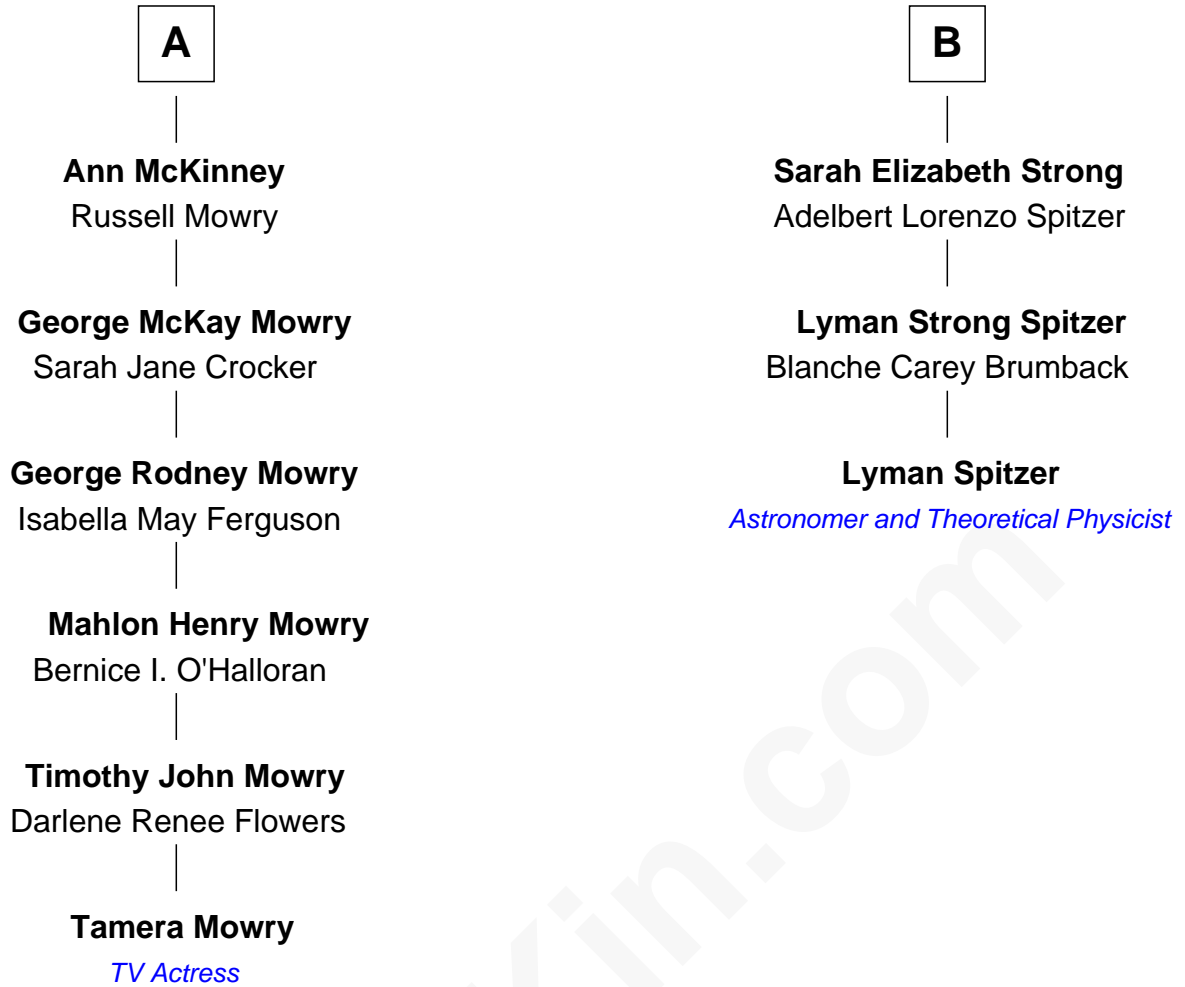 A
Ann McKinney
Russell Mowry
George McKay Mowry
Sarah Jane Crocker
George Rodney Mowry
Isabella May Ferguson
Mahlon Henry Mowry
Bernice I. O'Halloran
Timothy John Mowry
Darlene Renee Flowers
Tamera Mowry
TV Actress
B
Sarah Elizabeth Strong
Adelbert Lorenzo Spitzer
Lyman Strong Spitzer
Blanche Carey Brumback
Lyman Spitzer
Astronomer and Theoretical Physicist
Kin.com